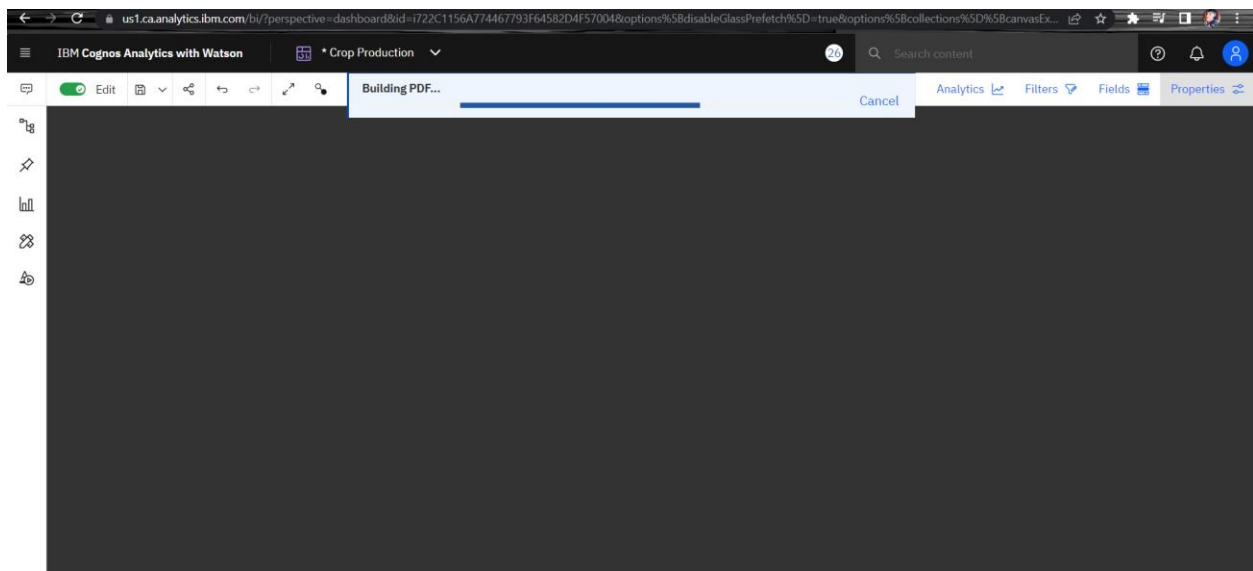 us1.ca.analytics.ibm.com/bi/?perspective=dashboard&id=i722C1156A774467793F64582D4F57004&options%5BdisableGlassPrefetch%5D=true&options%5Bcollections%5D%5BcanvasEx...
IBM Cognos Analytics with Watson
* Crop Production
26
Search content
Edit
Building PDF...
Cancel
Analytics
Filters
Fields
Properties